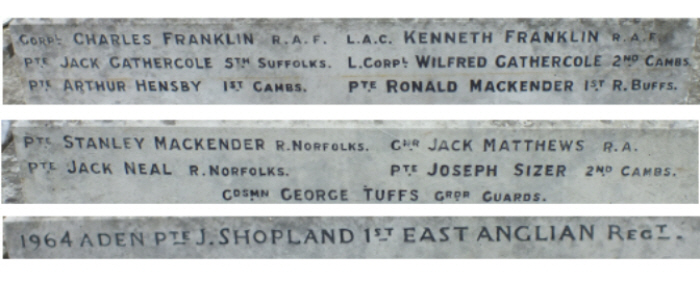 CORPL CHARLES FRANKLIN R.A.F. L.A.C. KENNETH FRANKLIN R.A.F.
PTE JACK GATHERCOLE 5TH SUFFOLKS. L.CORPL WILFRED GATHERCOLE 2ND CAMBS.
PTE ARTHUR HENSBY 1ST CAMBS. PTE RONALD MACKENDER 1ST R.BUFFS.
PTE STANLEY MACKENDER R.NORFOLKS. GNR JACK MATTHEWS R.A.
PTE JACK NEAL R.NORFOLKS. PTE JOSEPH SIZER 2ND CAMBS.
GDSMN GEORGE TUFFS GRDR GUARDS.
1964 ADEN PTE J. SHOPLAND 1ST EAST ANGLIAN REGT.